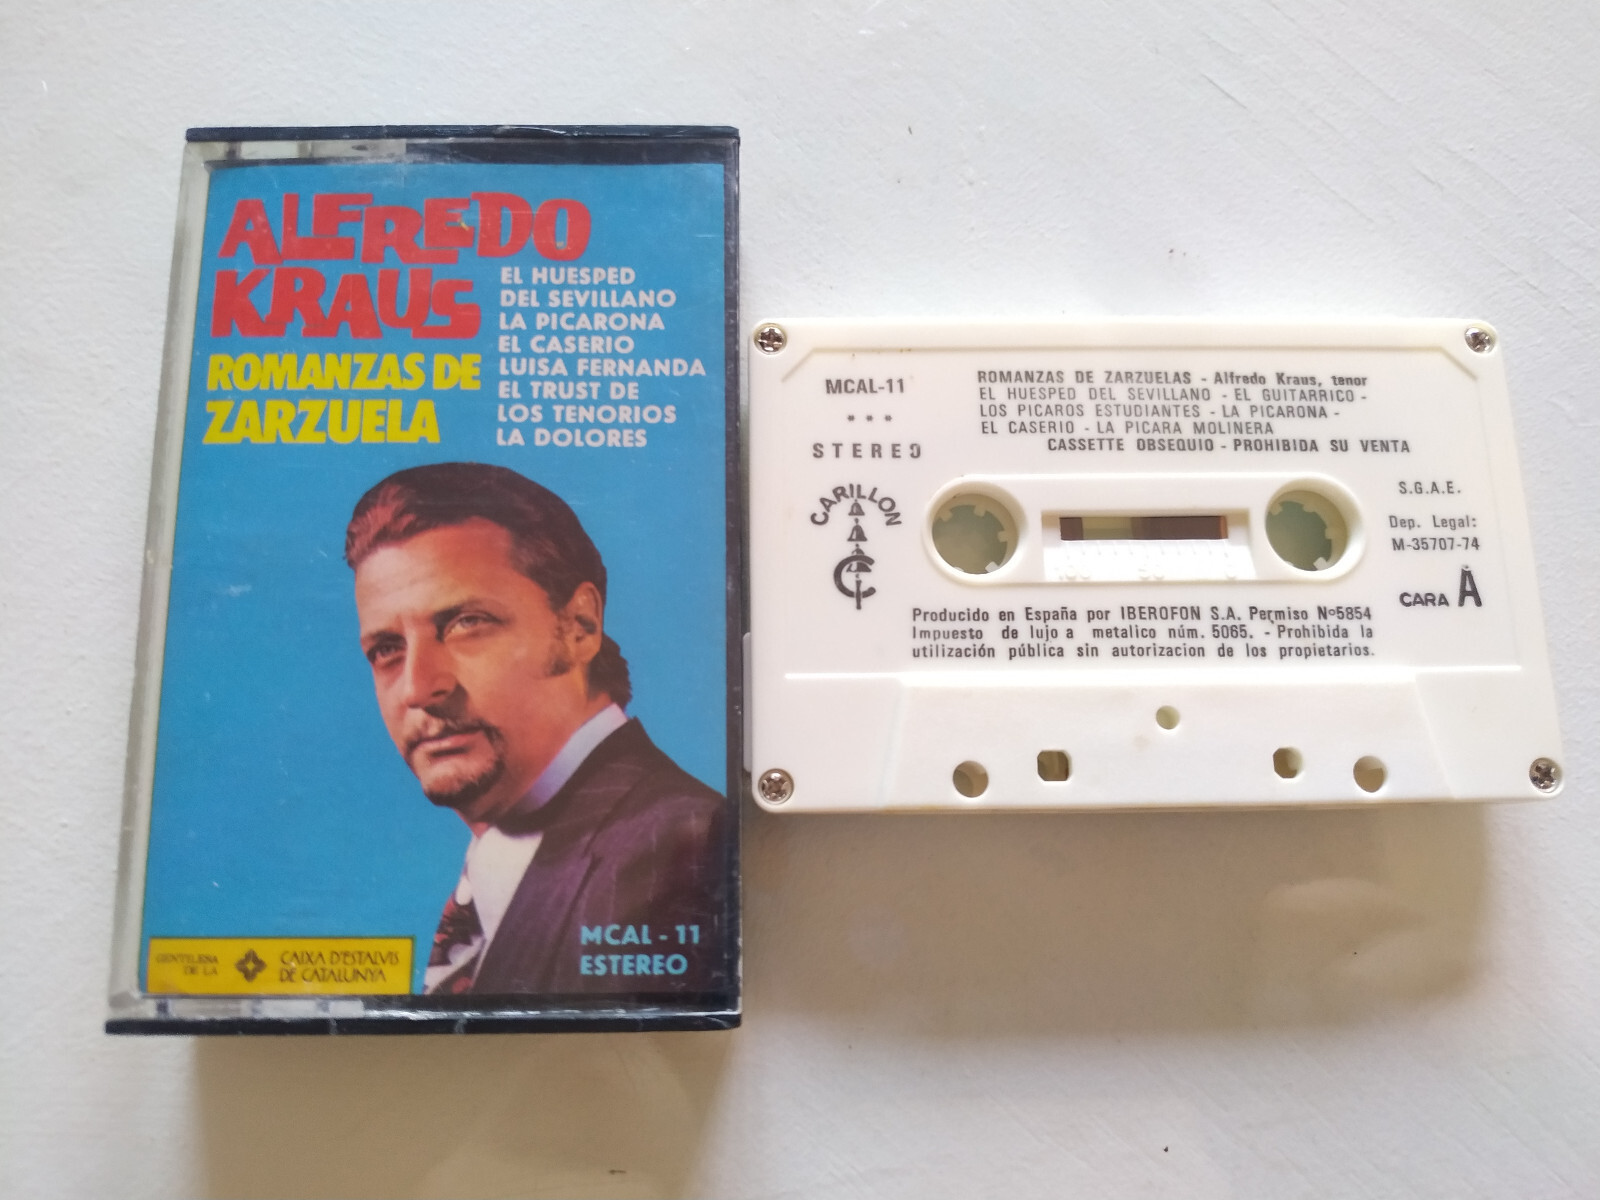 ALFREDO
KRAUS
ROMANZAS DE
ZARZUELA
EL HUESPED
DEL SEVILLANO
LA PICARONA
EL CASERIO
LUISA FERNANDA
EL TRUST DE
LOS TENORIOS
LA DOLORES
MCAL - 11
ESTEREO
GENTILESA
DE LA
CAIXA D'ESTALVIS
DE CATALUNYA
MCAL-11
STEREO
CARILLON
ROMANZAS DE ZARZUELAS - Alfredo Kraus, tenor
EL HUESPED DEL SEVILLANO - EL GUITARRICO -
LOS PICAROS ESTUDIANTES - LA PICARONA -
EL CASERIO - LA PICARA MOLINERA
CASSETTE OBSEQUIO - PROHIBIDA SU VENTA
S.G.A.E.
Dep. Legal:
M-35707-74
CARA A
Producido en España por IBEROFON S.A. Permiso Nº5854
Impuesto de lujo a metalico núm. 5065. - Prohibida la
utilización pública sin autorizacion de los propietarios.